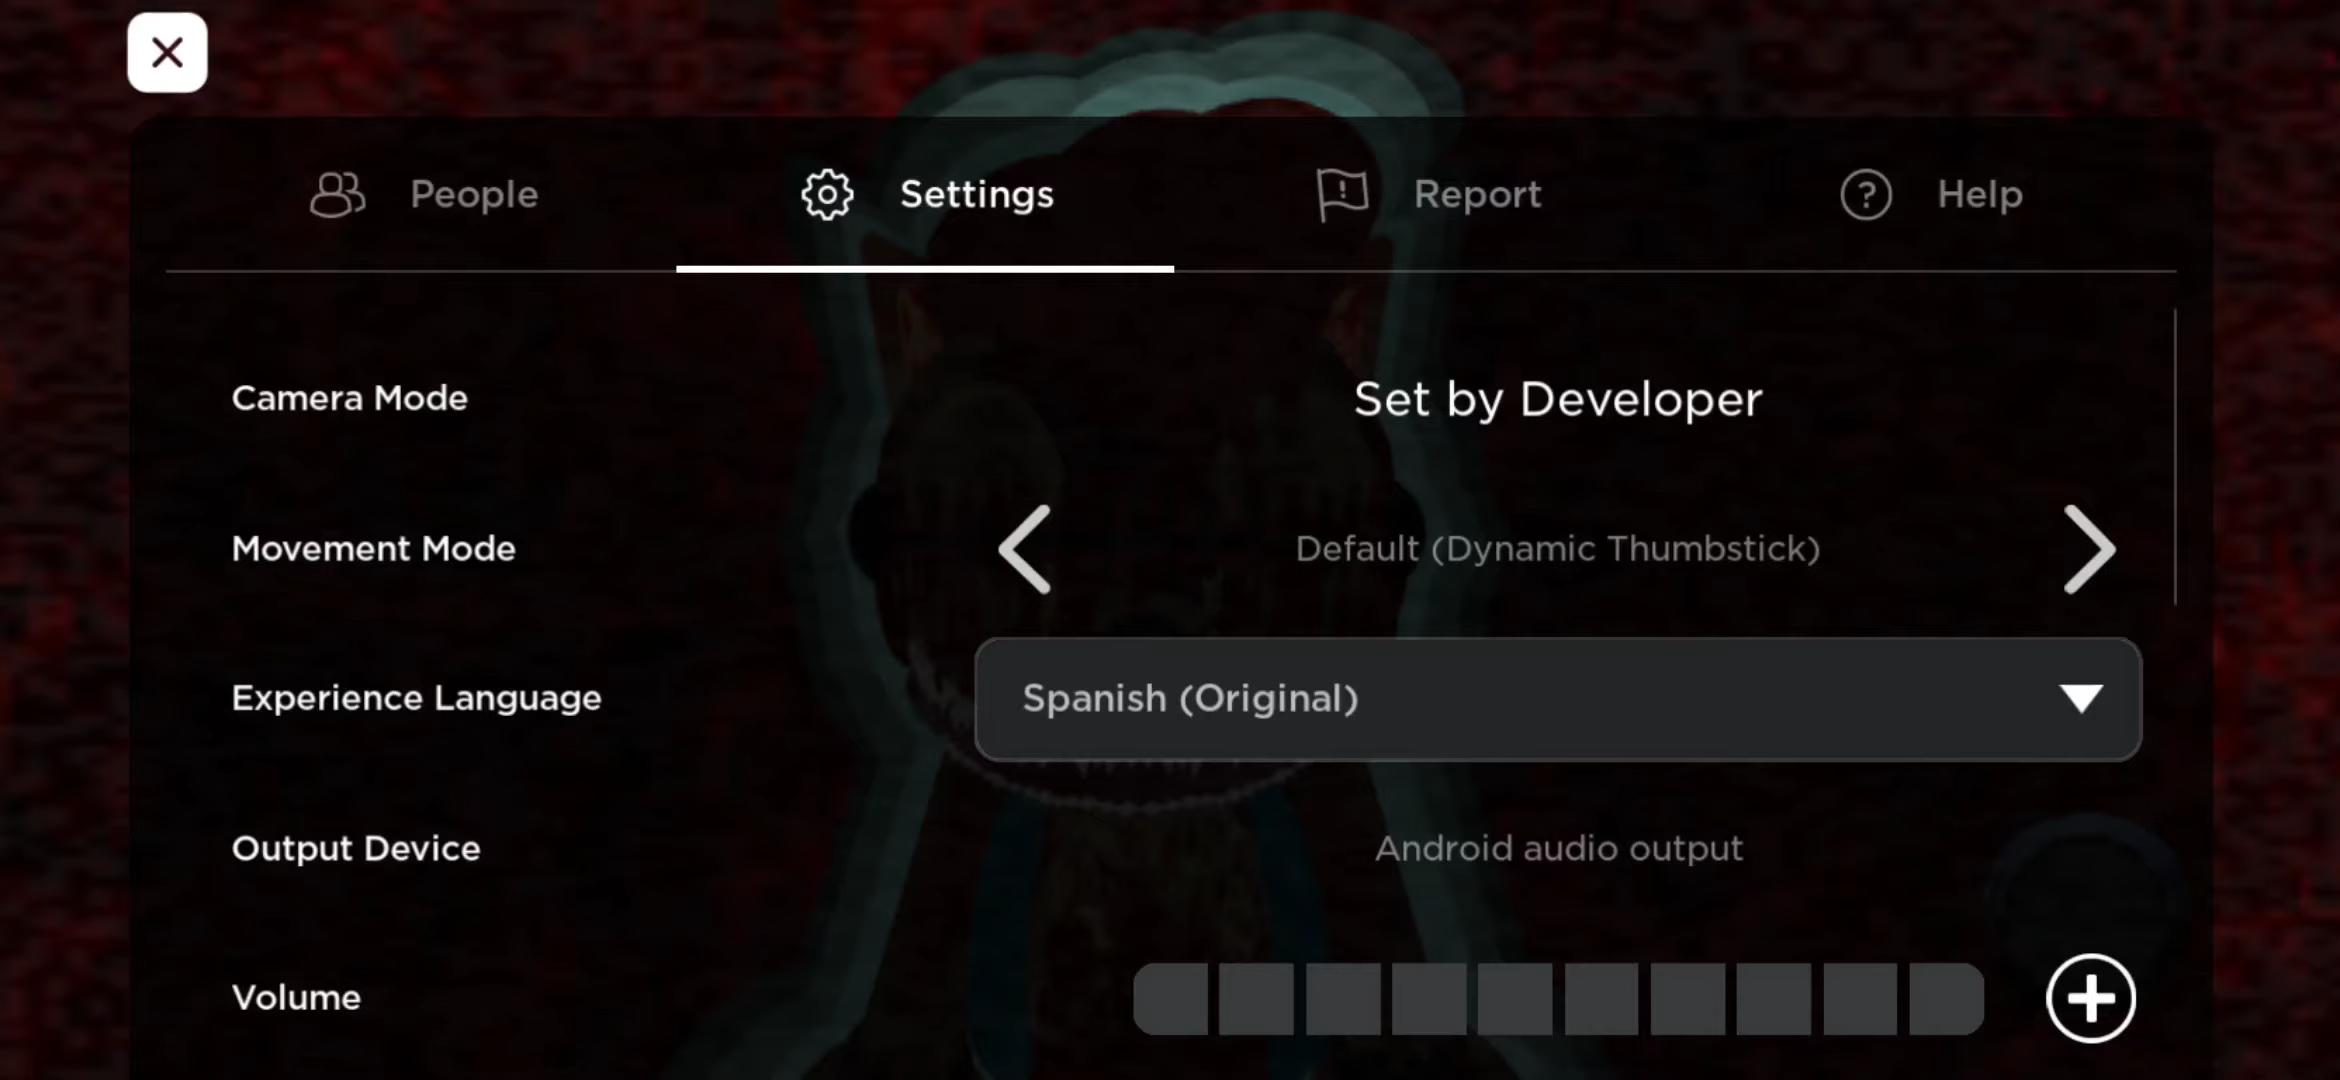 People
Settings
Report
Help
Camera Mode
Set by Developer
Movement Mode
Default (Dynamic Thumbstick)
Experience Language
Spanish (Original)
Output Device
Android audio output
Volume